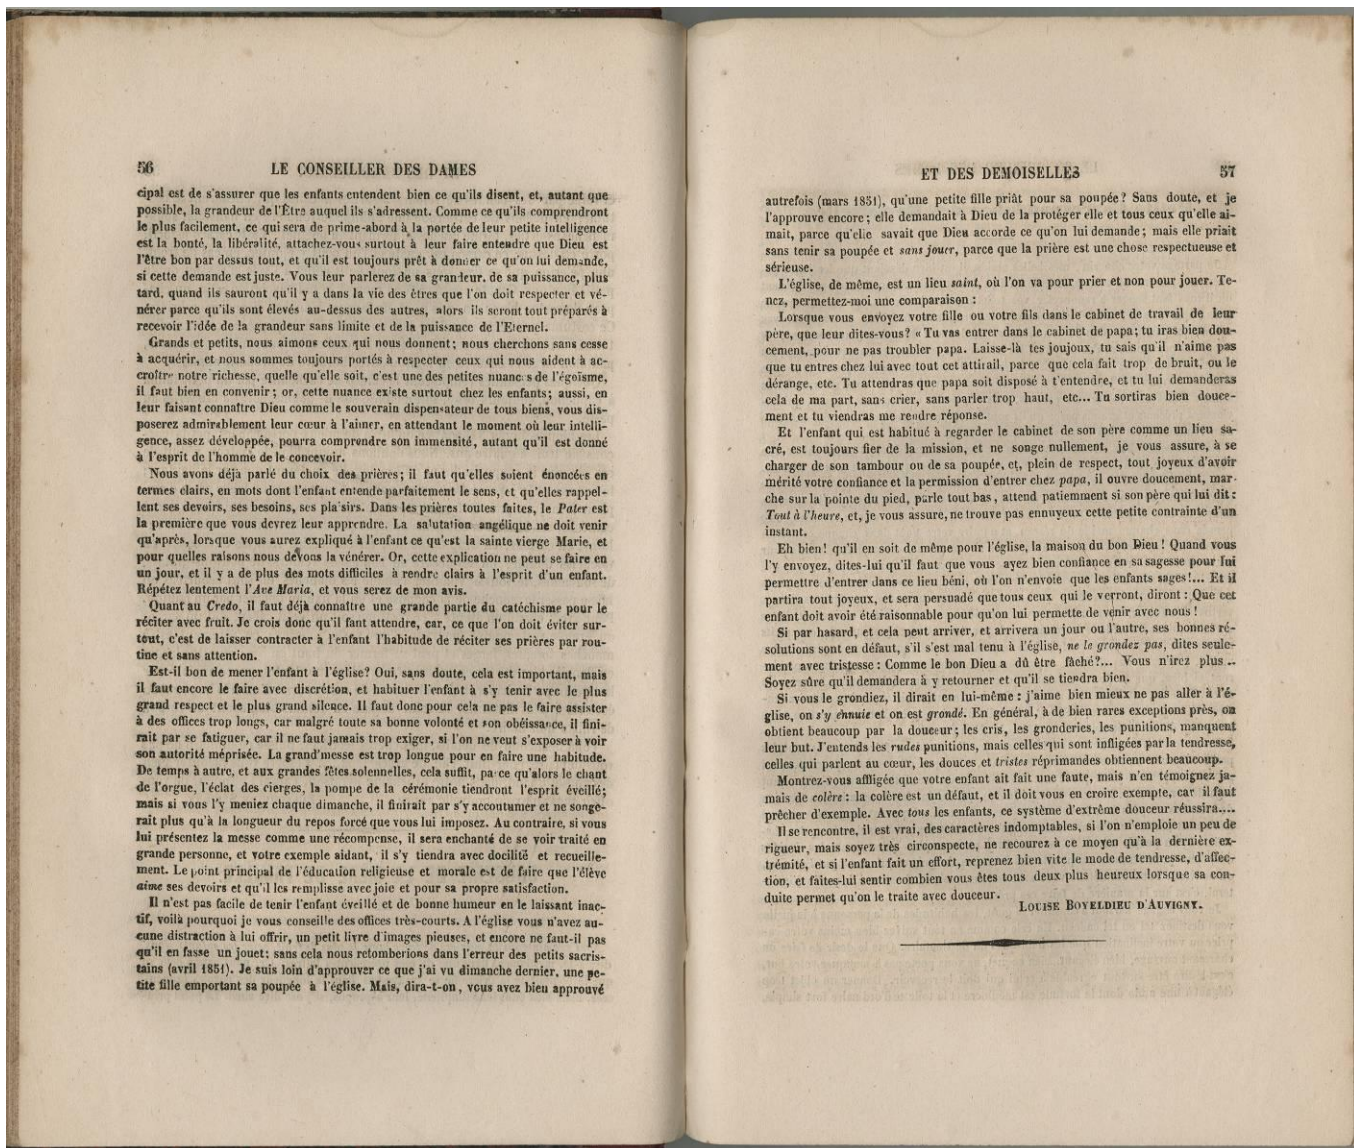 56
LE CONSEILLER DES DAMES
cipal est de s'assurer que les enfants entendent bien ce qu'ils disent, et, autant que
possible, la grandeur de l'Être auquel ils s'adressent. Comme ce qu'ils comprendront
le plus facilement, ce qui sera de prime-abord à la portée de leur petite intelligence
est la bonté, la libéralité, attachez-vous surtout à leur faire entendre que Dieu est
l'être bon par dessus tout, et qu'il est toujours prêt à donner ce qu'on lui demande,
si cette demande est juste. Vous leur parlerez de sa grandeur, de sa puissance, plus
tard, quand ils sauront qu'il y a dans la vie des êtres que l'on doit respecter et vé-
nérer parce qu'ils sont élevés au-dessus des autres, alors ils seront tout préparés à
recevoir l'idée de la grandeur sans limite et de la puissance de l'Eternel.
Grands et petits, nous aimons ceux qui nous donnent; nous cherchons sans cesse
à acquérir, et nous sommes toujours portés à respecter ceux qui nous aident à ac-
croître notre richesse, quelle qu'elle soit, c'est une des petites nuances de l'égoïsme,
il faut bien en convenir; or, cette nuance existe surtout chez les enfants; aussi, en
leur faisant connaître Dieu comme le souverain dispensateur de tous biens, vous dis-
poserez admirablement leur cœur à l'aimer, en attendant le moment où leur intelli-
gence, assez développée, pourra comprendre son immensité, autant qu'il est donné
à l'esprit de l'homme de le concevoir.
Nous avons déjà parlé du choix des prières; il faut qu'elles soient énoncées en
termes clairs, en mots dont l'enfant entende parfaitement le sens, et qu'elles rappel-
lent ses devoirs, ses besoins, ses plaisirs. Dans les prières toutes faites, le Pater est
la première que vous devrez leur apprendre. La salutation angélique ne doit venir
qu'après, lorsque vous aurez expliqué à l'enfant ce qu'est la sainte vierge Marie, et
pour quelles raisons nous devons la vénérer. Or, cette explication ne peut se faire en
un jour, et il y a de plus des mots difficiles à rendre clairs à l'esprit d'un enfant.
Répétez lentement l'Ave Maria, et vous serez de mon avis.
Quant au Credo, il faut déjà connaître une grande partie du catéchisme pour le
réciter avec fruit. Je crois donc qu'il faut attendre, car, ce que l'on doit éviter sur-
tout, c'est de laisser contracter à l'enfant l'habitude de réciter ses prières par rou-
tine et sans attention.
Est-il bon de mener l'enfant à l'église? Oui, sans doute, cela est important, mais
il faut encore le faire avec discrétion, et habituer l'enfant à s'y tenir avec le plus
grand respect et le plus grand silence. Il faut donc pour cela ne pas le faire assister
à des offices trop longs, car malgré toute sa bonne volonté et son obéissance, il fini-
rait par se fatiguer, car il ne faut jamais trop exiger, si l'on ne veut s'exposer à voir
son autorité méprisée. La grand'messe est trop longue pour en faire une habitude.
De temps à autre, et aux grandes fêtes solennelles, cela suffit, parce qu'alors le chant
de l'orgue, l'éclat des cierges, la pompe de la cérémonie tiendront l'esprit éveillé;
mais si vous l'y meniez chaque dimanche, il finirait par s'y accoutumer et ne songe-
rait plus qu'à la longueur du repos forcé que vous lui imposez. Au contraire, si vous
lui présentez la messe comme une récompense, il sera enchanté de se voir traité en
grande personne, et votre exemple aidant, il s'y tiendra avec docilité et recueille-
ment. Le point principal de l'éducation religieuse et morale est de faire que l'élève
aime ses devoirs et qu'il les remplisse avec joie et pour sa propre satisfaction.
Il n'est pas facile de tenir l'enfant éveillé et de bonne humeur en le laissant inac-
tif, voilà pourquoi je vous conseille des offices très-courts. A l'église vous n'avez au-
cune distraction à lui offrir, un petit livre d'images pieuses, et encore ne faut-il pas
qu'il en fasse un jouet: sans cela nous retomberions dans l'erreur des petits sacris-
tains (avril 1851). Je suis loin d'approuver ce que j'ai vu dimanche dernier, une pe-
tite fille emportant sa poupée à l'église. Mais, dira-t-on, vous avez bien approuvé
ET DES DEMOISELLES
57
autrefois (mars 1851), qu'une petite fille priât pour sa poupée? Sans doute, et je
l'approuve encore; elle demandait à Dieu de la protéger elle et tous ceux qu'elle ai-
mait, parce qu'elle savait que Dieu accorde ce qu'on lui demande; mais elle priait
sans tenir sa poupée et sans jouer, parce que la prière est une chose respectueuse et
sérieuse.
L'église, de même, est un lieu saint, où l'on va pour prier et non pour jouer. Te-
nez, permettez-moi une comparaison :
Lorsque vous envoyez votre fille ou votre fils dans le cabinet de travail de leur
père, que leur dites-vous? « Tu vas entrer dans le cabinet de papa; tu iras bien dou-
cement, pour ne pas troubler papa. Laisse-là tes joujoux, tu sais qu'il n'aime pas
que tu entres chez lui avec tout cet attirail, parce que cela fait trop de bruit, ou le
dérange, etc. Tu attendras que papa soit disposé à t'entendre, et tu lui demanderas
cela de ma part, sans crier, sans parler trop haut, etc... Tu sortiras bien douce-
ment et tu viendras me rendre réponse.
Et l'enfant qui est habitué à regarder le cabinet de son père comme un lieu sa-
cré, est toujours fier de la mission, et ne songe nullement, je vous assure, à se
charger de son tambour ou de sa poupée, et, plein de respect, tout joyeux d'avoir
mérité votre confiance et la permission d'entrer chez papa, il ouvre doucement, mar-
che sur la pointe du pied, parle tout bas, attend patiemment si son père qui lui dit:
Tout à l'heure, et, je vous assure, ne trouve pas ennuyeux cette petite contrainte d'un
instant.
Eh bien! qu'il en soit de même pour l'église, la maison du bon Dieu! Quand vous
l'y envoyez, dites-lui qu'il faut que vous ayez bien confiance en sa sagesse pour lui
permettre d'entrer dans ce lieu béni, où l'on n'envoie que les enfants sages!... Et il
partira tout joyeux, et sera persuadé que tous ceux qui le verront, diront : Que cet
enfant doit avoir été raisonnable pour qu'on lui permette de venir avec nous!
Si par hasard, et cela peut arriver, et arrivera un jour ou l'autre, ses bonnes ré-
solutions sont en défaut, s'il s'est mal tenu à l'église, ne le grondez pas, dites seule-
ment avec tristesse : Comme le bon Dieu a dû être fâché?... Vous n'irez plus...
Soyez sûre qu'il demandera à y retourner et qu'il se tiendra bien.
Si vous le grondiez, il dirait en lui-même : j'aime bien mieux ne pas aller à l'é-
glise, on s'y ennuie et on est grondé. En général, à de bien rares exceptions près, on
obtient beaucoup par la douceur; les cris, les gronderies, les punitions, manquent
leur but. J'entends les rudes punitions, mais celles qui sont infligées par la tendresse,
celles qui parlent au cœur, les douces et tristes réprimandes obtiennent beaucoup.
Montrez-vous affligée que votre enfant ait fait une faute, mais n'en témoignez ja-
mais de colère : la colère est un défaut, et il doit vous en croire exempte, car il faut
prêcher d'exemple. Avec tous les enfants, ce système d'extrême douceur réussira....
Il se rencontre, il est vrai, des caractères indomptables, si l'on n'emploie un peu de
rigueur, mais soyez très circonspecte, ne recourez à ce moyen qu'à la dernière ex-
trémité, et si l'enfant fait un effort, reprenez bien vite le mode de tendresse, d'affec-
tion, et faites-lui sentir combien vous êtes tous deux plus heureux lorsque sa con-
duite permet qu'on le traite avec douceur.
LOUISE BOYELDIEU D'AUVIGNY.